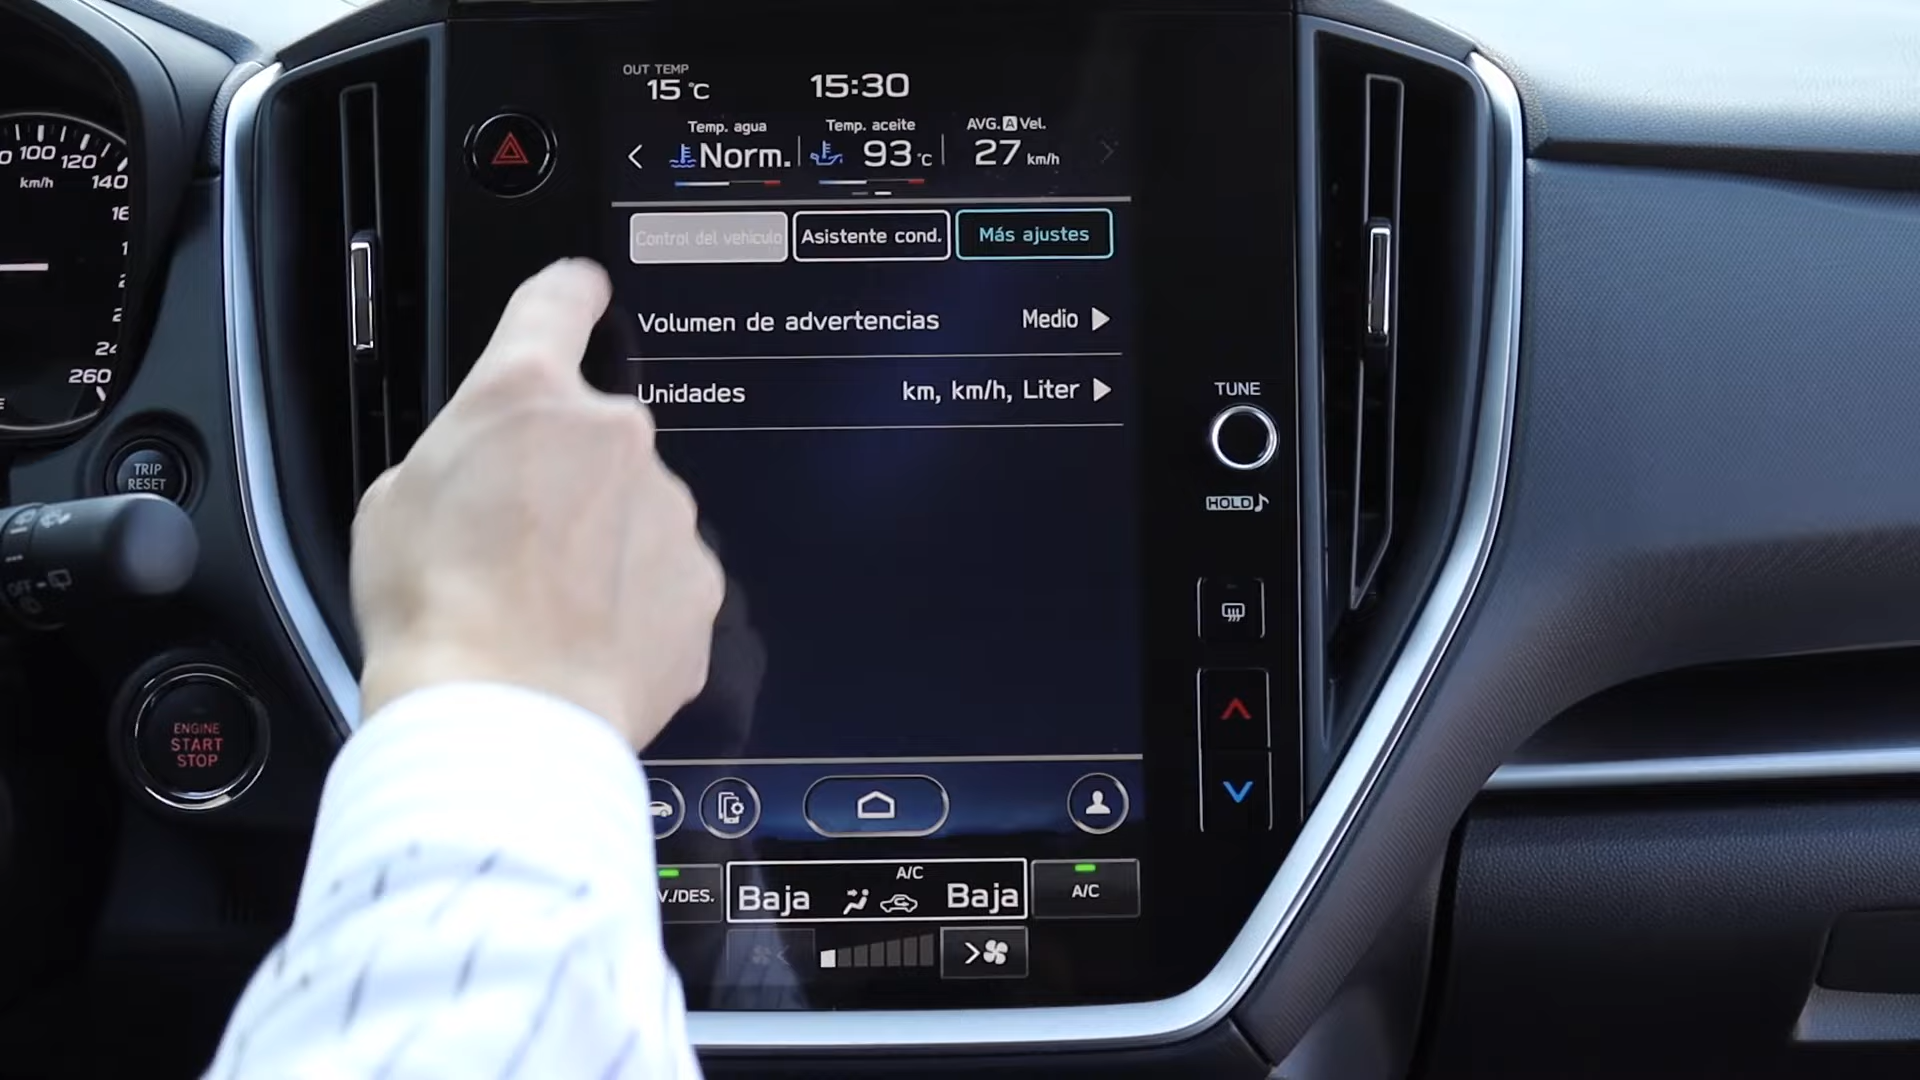 OUT TEMP
15 °C
15:30
Temp. agua
Norm.
Temp. aceite
93 °C
AVG. A Vel.
27 km/h
Control del vehículo
Asistente cond.
Más ajustes
Volumen de advertencias Medio
Unidades km, km/h, Liter
TUNE
HOLD
100
120
140
km/h
260
TRIP
RESET
OFF
ENGINE
START
STOP
V./DES.
A/C
Baja
Baja
A/C